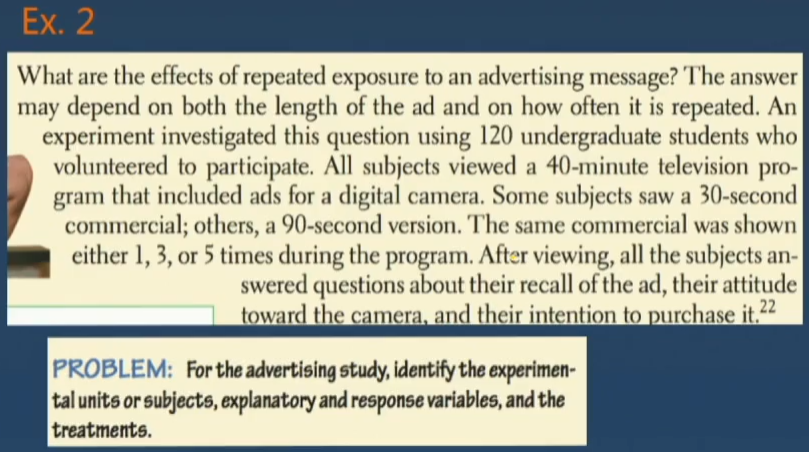 Ex. 2
What are the effects of repeated exposure to an advertising message? The answer
may depend on both the length of the ad and on how often it is repeated. An
experiment investigated this question using 120 undergraduate students who
volunteered to participate. All subjects viewed a 40-minute television pro-
gram that included ads for a digital camera. Some subjects saw a 30-second
commercial; others, a 90-second version. The same commercial was shown
either 1, 3, or 5 times during the program. After viewing, all the subjects an-
swered questions about their recall of the ad, their attitude
toward the camera, and their intention to purchase it.22
PROBLEM: For the advertising study, identify the experimen-
tal units or subjects, explanatory and response variables, and the
treatments.